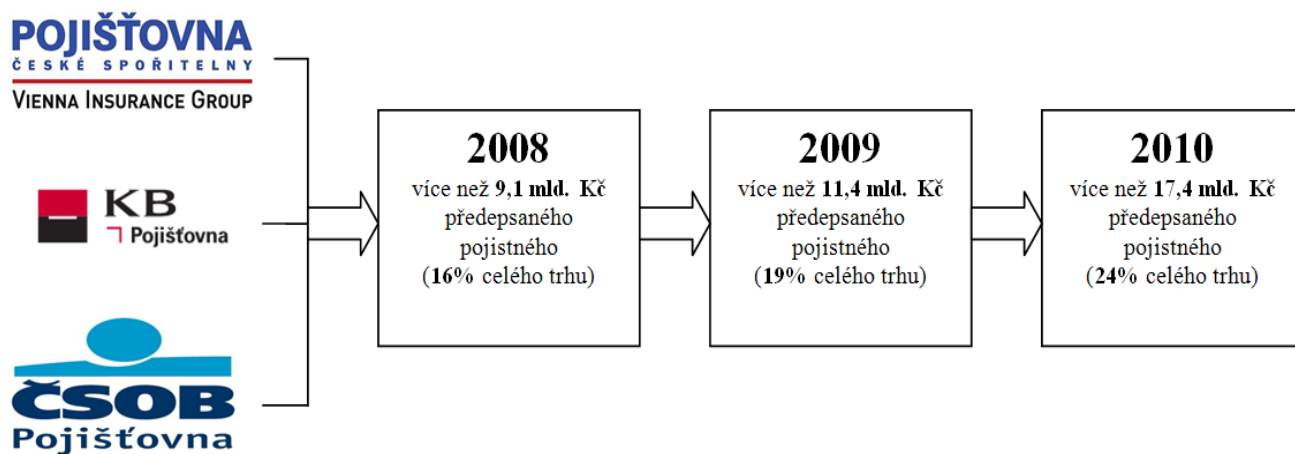 POJIŠŤOVNA
ČESKÉ SPOŘITELNY
VIENNA INSURANCE GROUP
KB
Pojišťovna
ČSOB
Pojišťovna
2008
více než 9,1 mld. Kč
předepsaného
pojistného
(16% celého trhu)
2009
více než 11,4 mld. Kč
předepsaného
pojistného
(19% celého trhu)
2010
více než 17,4 mld. Kč
předepsaného
pojistného
(24% celého trhu)